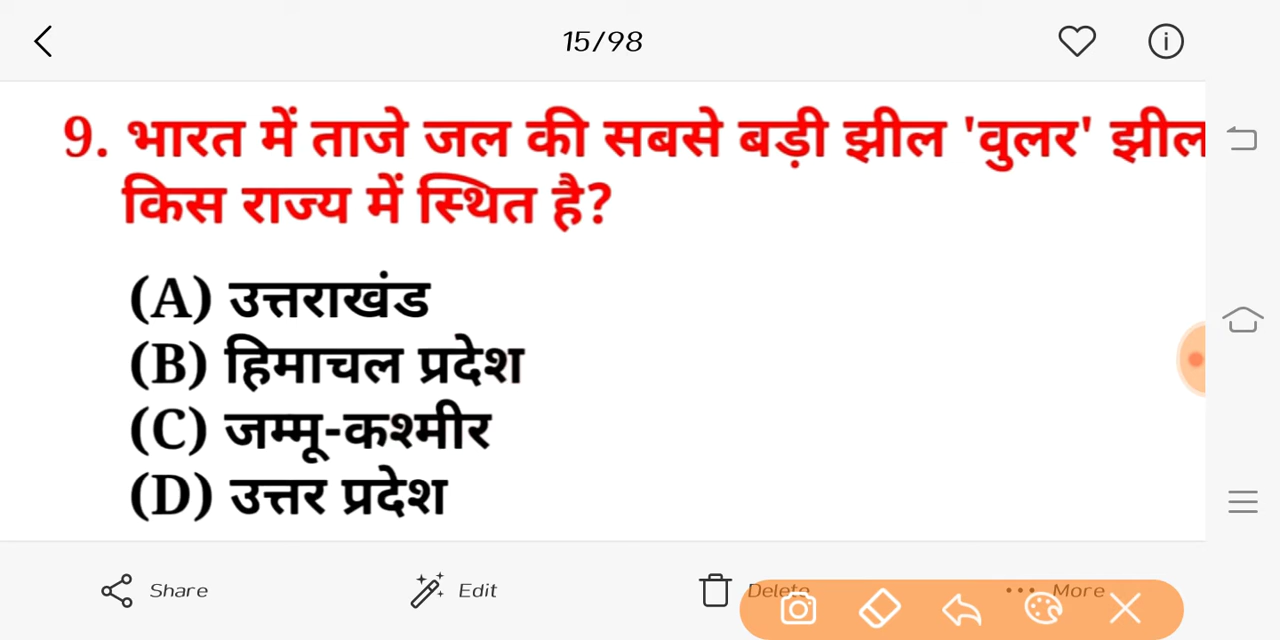 15/98
9. भारत में ताजे जल की सबसे बड़ी झील 'वुलर' झील
किस राज्य में स्थित है?
(A) उत्तराखंड
(B) हिमाचल प्रदेश
(C) जम्मू-कश्मीर
(D) उत्तर प्रदेश
Share Edit Delete More